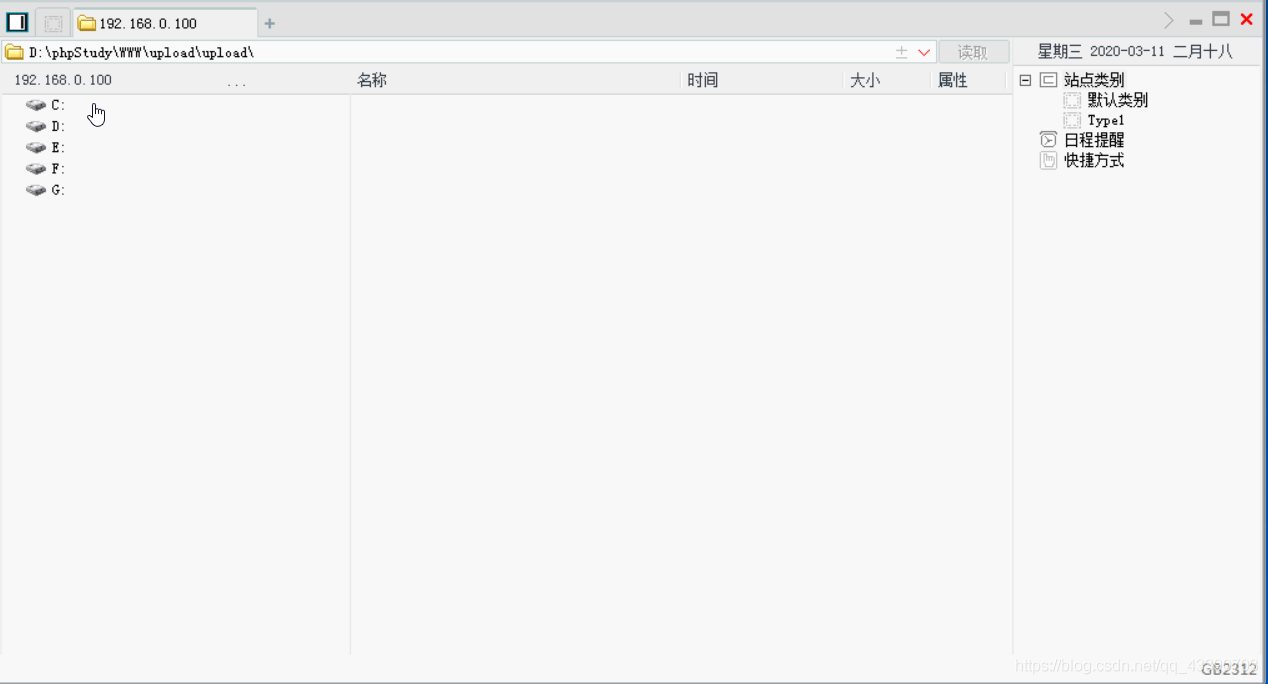 192.168.0.100
D:\phpStudy\WWW\upload\upload\
读取
星期三 2020-03-11 二月十八
192.168.0.100 ... 名称 时间 大小 属性
C:
D:
E:
F:
G:
站点类别
默认类别
Type1
日程提醒
快捷方式
https://blog.csdn.net/qq_43
GB2312